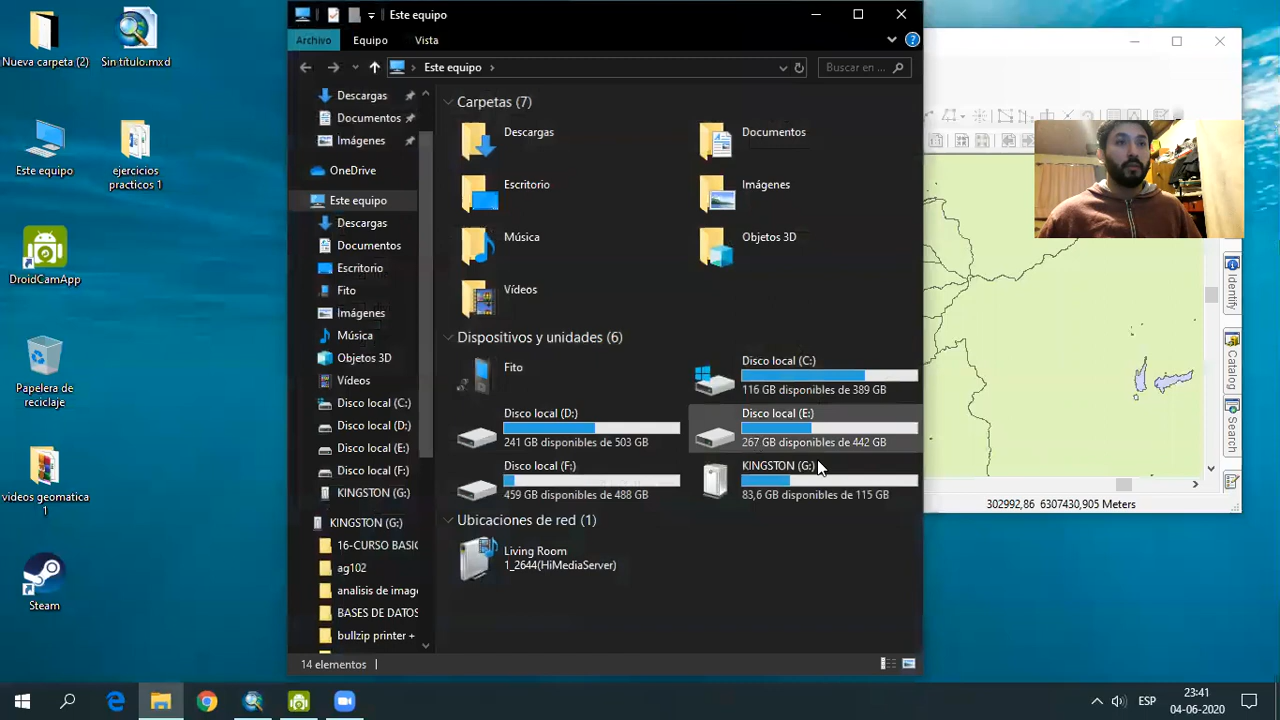 Nueva carpeta (2)
Sin título.mxd
Este equipo
ejercicios
practicos 1
DroidCamApp
Papelera de
reciclaje
videos geomatica
1
Steam
Este equipo
Archivo
Equipo
Vista
Este equipo
Buscar en ...
Descargas
Documentos
Imágenes
OneDrive
Este equipo
Descargas
Documentos
Escritorio
Fito
Imágenes
Música
Objetos 3D
Vídeos
Disco local (C:)
Disco local (D:)
Disco local (E:)
Disco local (F:)
KINGSTON (G:)
KINGSTON (G:)
16-CURSO BASIC
ag102
analisis de image
BASES DE DATOS
bullzip printer +
Carpetas (7)
Descargas
Documentos
Escritorio
Imágenes
Música
Objetos 3D
Vídeos
Dispositivos y unidades (6)
Fito
Disco local (C:)
116 GB disponibles de 389 GB
Disco local (D:)
241 GB disponibles de 503 GB
Disco local (E:)
267 GB disponibles de 442 GB
Disco local (F:)
459 GB disponibles de 488 GB
KINGSTON (G:)
83,6 GB disponibles de 115 GB
Ubicaciones de red (1)
Living Room
1_2644(HiMediaServer)
14 elementos
Identify
Catalog
Search
302992,86 6307430,905 Meters
ESP
23:41
04-06-2020